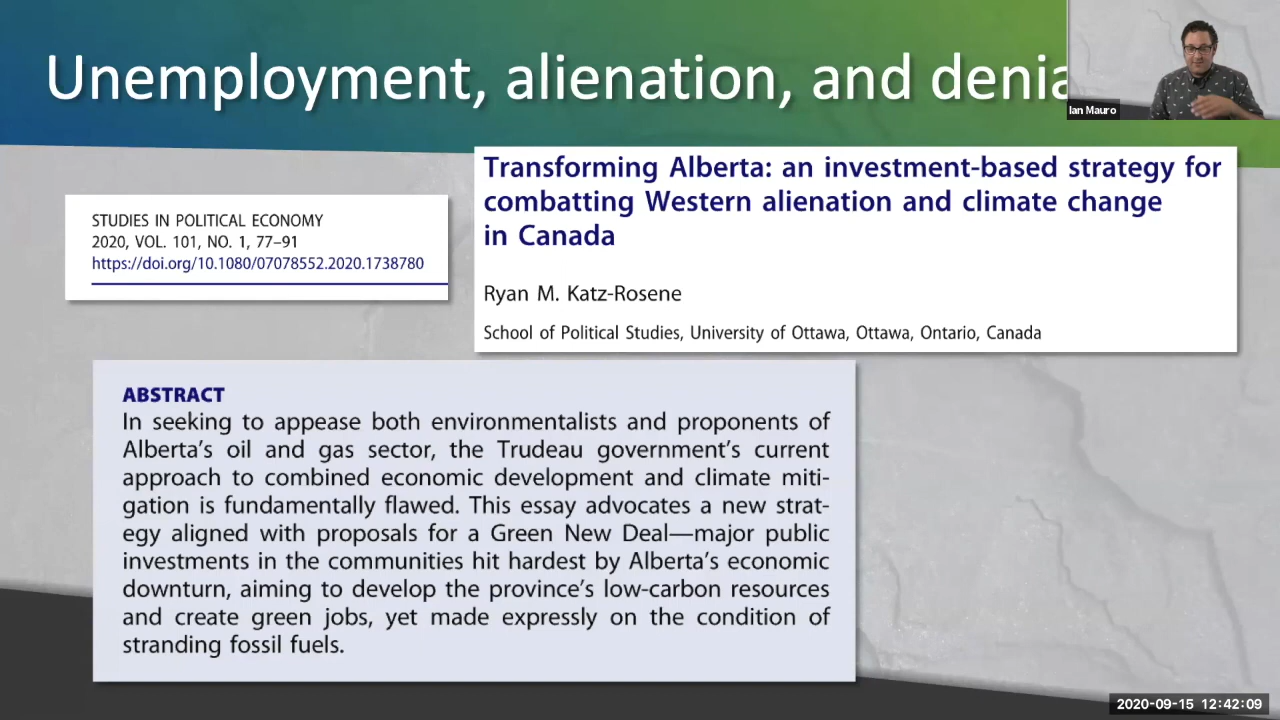 Unemployment, alienation, and denia
Ian Mauro
Transforming Alberta: an investment-based strategy for
combatting Western alienation and climate change
in Canada
Ryan M. Katz-Rosene
School of Political Studies, University of Ottawa, Ottawa, Ontario, Canada
STUDIES IN POLITICAL ECONOMY
2020, VOL. 101, NO. 1, 77–91
https://doi.org/10.1080/07078552.2020.1738780
ABSTRACT
In seeking to appease both environmentalists and proponents of
Alberta's oil and gas sector, the Trudeau government's current
approach to combined economic development and climate miti-
gation is fundamentally flawed. This essay advocates a new strat-
egy aligned with proposals for a Green New Deal—major public
investments in the communities hit hardest by Alberta's economic
downturn, aiming to develop the province's low-carbon resources
and create green jobs, yet made expressly on the condition of
stranding fossil fuels.
2020-09-15 12:42:09